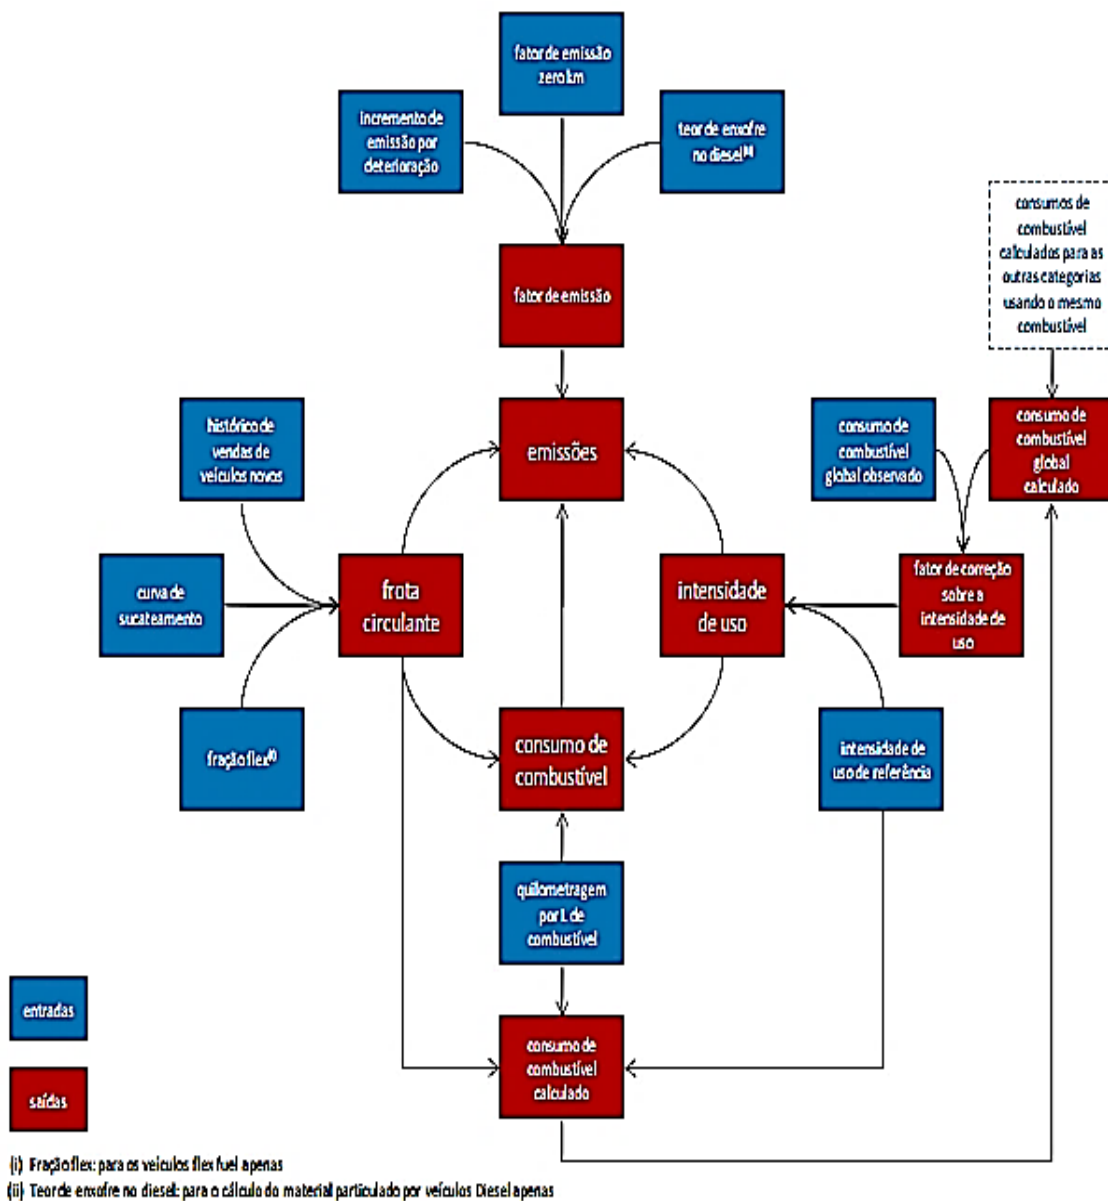 fator de emissão
zero km
incremento de
emissão por
deterioração
teor de enxofre
no diesel(ii)
consumos de
combustível
calculados para as
outras categorias
usando o mesmo
combustível
fator de emissão
histórico de
vendas de
veículos novos
emissões
consumo de
combustível
global observado
consumo de
combustível
global
calculado
curva de
sucateamento
frota
circulante
intensidade
de uso
fator de correção
sobre a
intensidade de
uso
fração flex(i)
consumo de
combustível
intensidade de
uso de referência
quilometragem
por L de
combustível
entradas
consumo de
combustível
calculado
saídas
(i) Fração flex: para os veículos flex fuel apenas
(ii) Teor de enxofre no diesel: para o cálculo do material particulado por veículos Diesel apenas